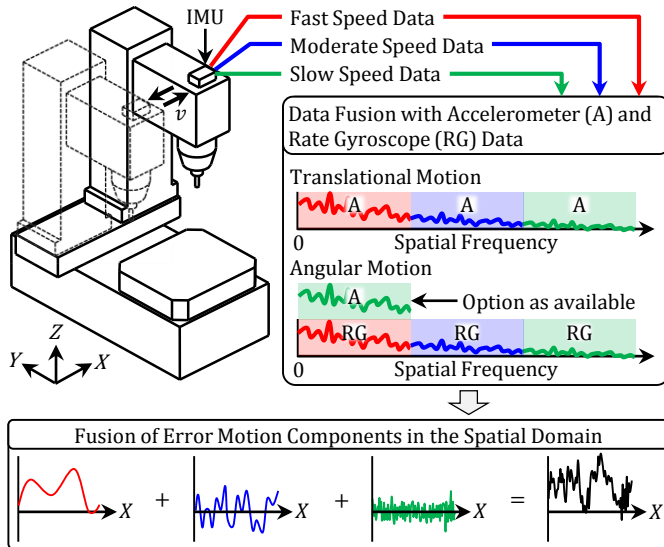 IMU
Fast Speed Data
Moderate Speed Data
Slow Speed Data
v
Data Fusion with Accelerometer (A) and
Rate Gyroscope (RG) Data
Translational Motion
A A A
0 Spatial Frequency
Angular Motion
A Option as available
RG RG RG
0 Spatial Frequency
Z
Y X
Fusion of Error Motion Components in the Spatial Domain
X + X + X = X